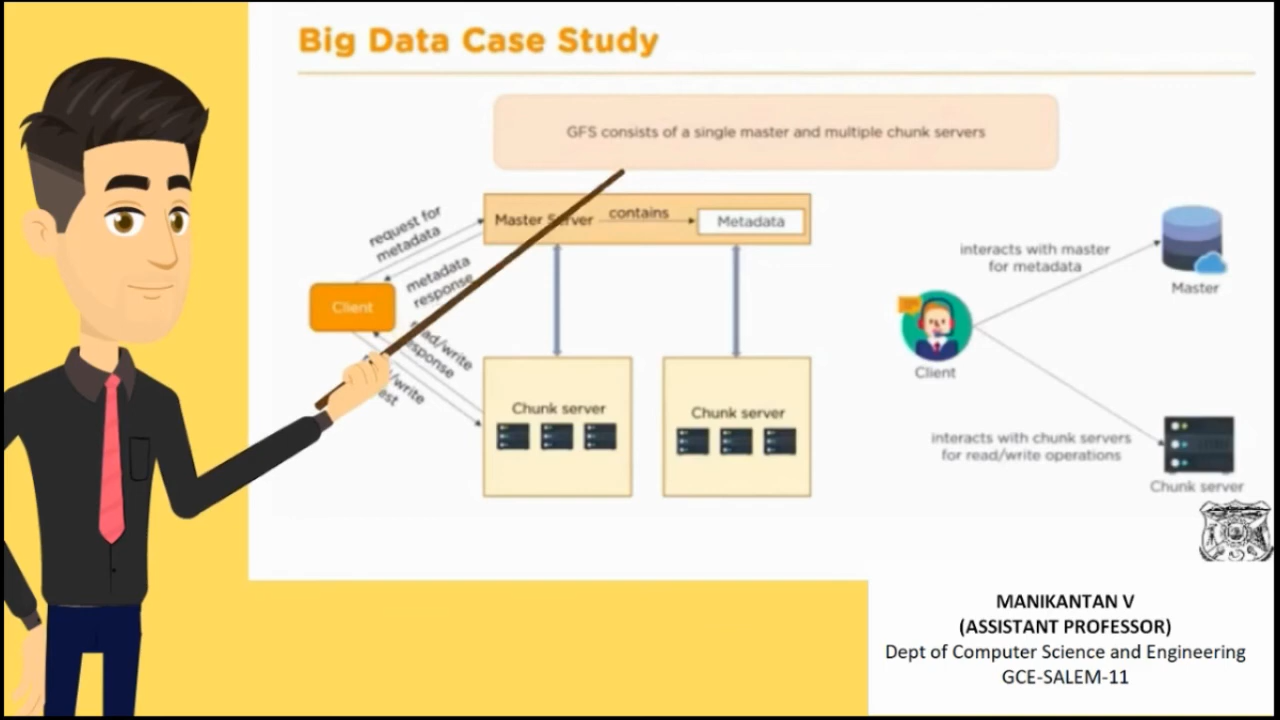 Big Data Case Study
GFS consists of a single master and multiple chunk servers
request for
metadata
Master Server
contains
Metadata
metadata
response
Client
read/write
response
Chunk server
Chunk server
interacts with master
for metadata
Master
Client
interacts with chunk servers
for read/write operations
Chunk server
MANIKANTAN V
(ASSISTANT PROFESSOR)
Dept of Computer Science and Engineering
GCE-SALEM-11